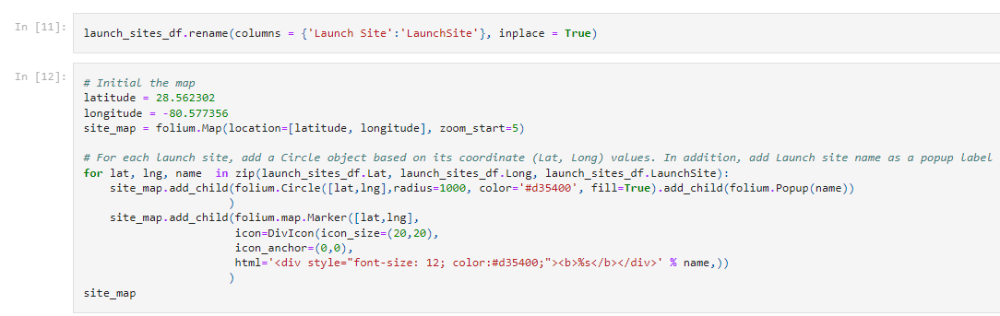 In [11]:
launch_sites_df.rename(columns = {'Launch Site':'LaunchSite'}, inplace = True)
In [12]:
# Initial the map
latitude = 28.562302
longitude = -80.577356
site_map = folium.Map(location=[latitude, longitude], zoom_start=5)
# For each launch site, add a Circle object based on its coordinate (Lat, Long) values. In addition, add Launch site name as a popup label
for lat, lng, name  in zip(launch_sites_df.Lat, launch_sites_df.Long, launch_sites_df.LaunchSite):
    site_map.add_child(folium.Circle([lat,lng],radius=1000, color='#d35400', fill=True).add_child(folium.Popup(name))
                      )
    site_map.add_child(folium.map.Marker([lat,lng],
                       icon=DivIcon(icon_size=(20,20),
                       icon_anchor=(0,0),
                       html='<div style="font-size: 12; color:#d35400;"><b>%s</b></div>' % name,))
                      )
site_map